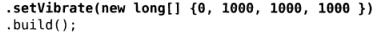 .setVibrate(new long[] {0, 1000, 1000, 1000 })
.build();